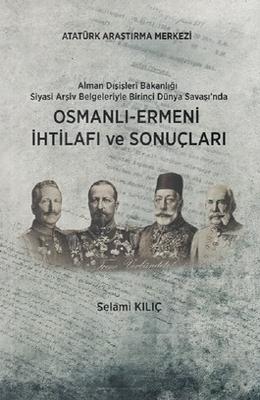 ATATÜRK ARAŞTIRMA MERKEZİ
Alman Dışişleri Bakanlığı
Siyasi Arşiv Belgeleriyle Birinci Dünya Savaşı'nda
OSMANLI-ERMENİ
İHTİLAFI ve SONUÇLARI
Selami KILIÇ